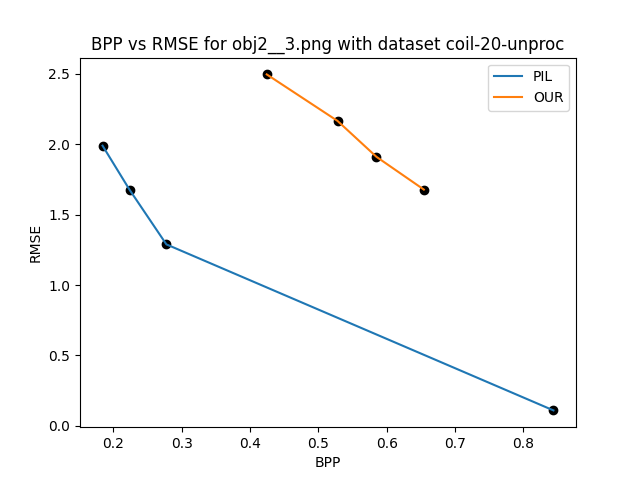 BPP vs RMSE for obj2__3.png with dataset coil-20-unproc
PIL
OUR
2.5
2.0
1.5
1.0
0.5
0.0
RMSE
0.2 0.3 0.4 0.5 0.6 0.7 0.8
BPP